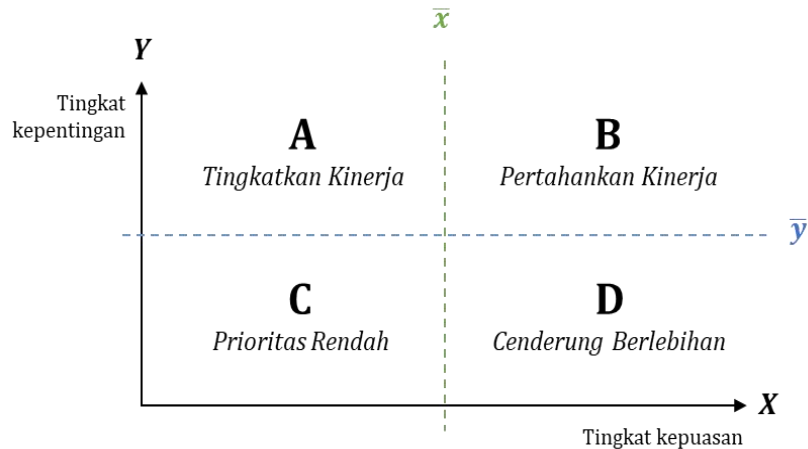 x̅
Y
Tingkat
kepentingan
A
Tingkatkan Kinerja
B
Pertahankan Kinerja
y̅
C
Prioritas Rendah
D
Cenderung Berlebihan
X
Tingkat kepuasan